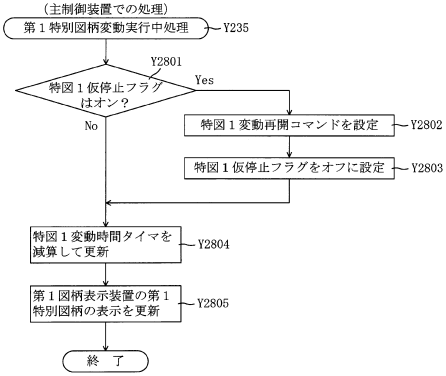 (主制御装置での処理)
第1特別図柄変動実行中処理
Y235
Y2801
特図1仮停止フラグ
はオン?
Yes
No
特図1変動再開コマンドを設定
Y2802
特図1仮停止フラグをオフに設定
Y2803
特図1変動時間タイマを
減算して更新
Y2804
第1図柄表示装置の第1
特別図柄の表示を更新
Y2805
終 了